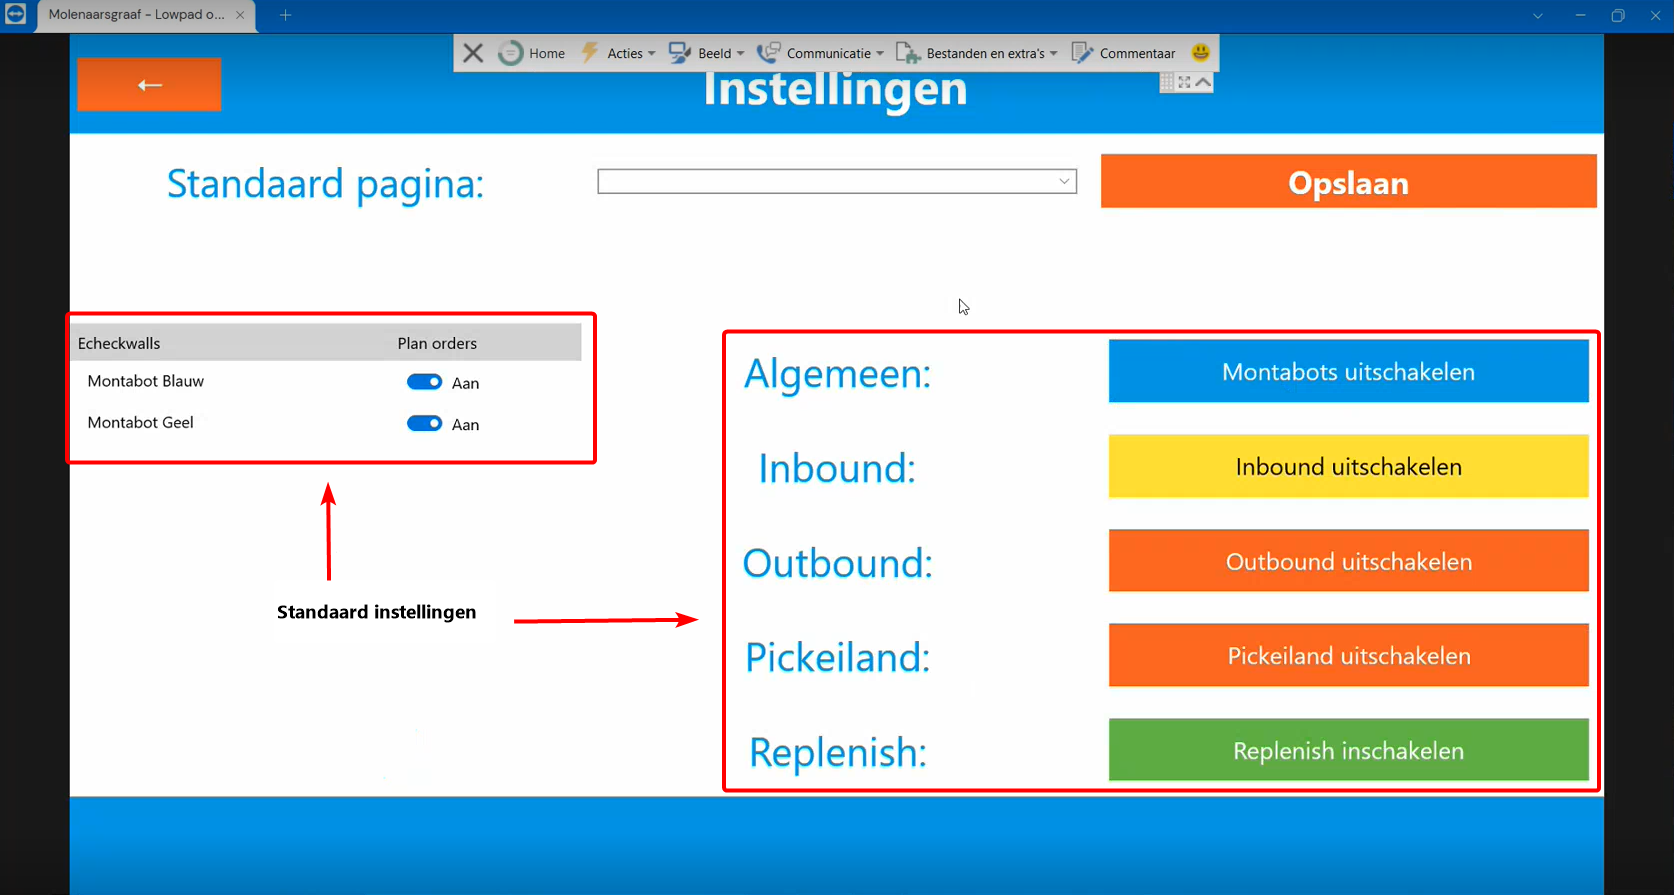 Molenaarsgraaf - Lowpad o...
Home Acties Beeld Communicatie Bestanden en extra's Commentaar
Instellingen
Standaard pagina:
Opslaan
Echeckwalls Plan orders
Montabot Blauw Aan
Montabot Geel Aan
Standaard instellingen
Algemeen: Montabots uitschakelen
Inbound: Inbound uitschakelen
Outbound: Outbound uitschakelen
Pickeiland: Pickeiland uitschakelen
Replenish: Replenish inschakelen